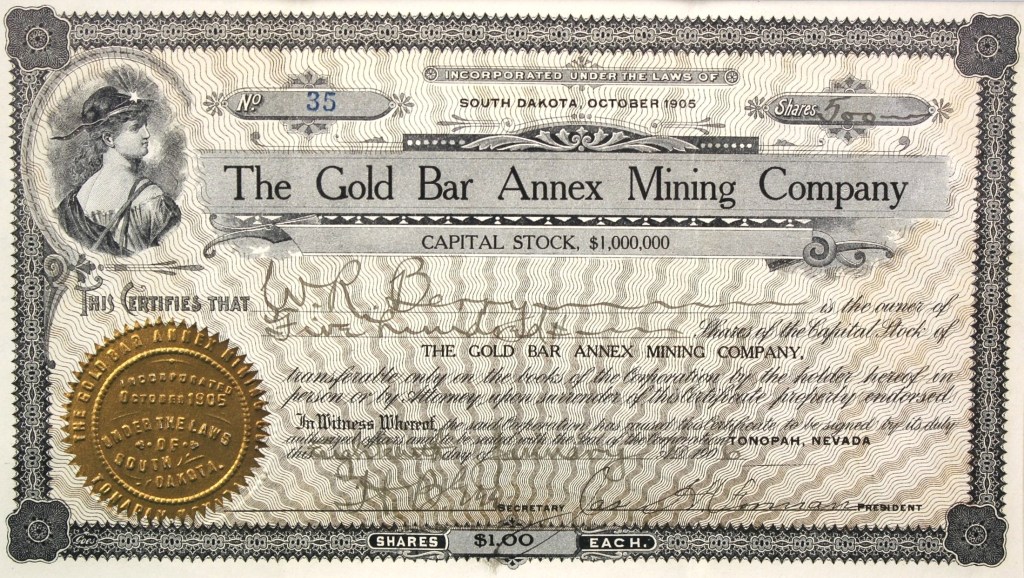 INCORPORATED UNDER THE LAWS OF
SOUTH DAKOTA, OCTOBER 1905
No 35
Shares 500
The Gold Bar Annex Mining Company
CAPITAL STOCK, $1,000,000
THIS CERTIFIES THAT W. R. Berry is the owner of
Five hundred Shares of the Capital Stock of
THE GOLD BAR ANNEX MINING COMPANY,
transferable only on the books of the Corporation by the holder hereof in
person or by Attorney upon surrender of this Certificate properly endorsed
In Witness Whereof, the said Corporation has caused this Certificate to be signed by its duly
authorized officers and to be sealed with the Seal of the Corporation TONOPAH, NEVADA
this day of January A.D. 1906
SECRETARY
PRESIDENT
SHARES $1.00 EACH.
THE GOLD BAR ANNEX
INCORPORATED
OCTOBER 1905
UNDER THE LAWS
OF
SOUTH
DAKOTA.